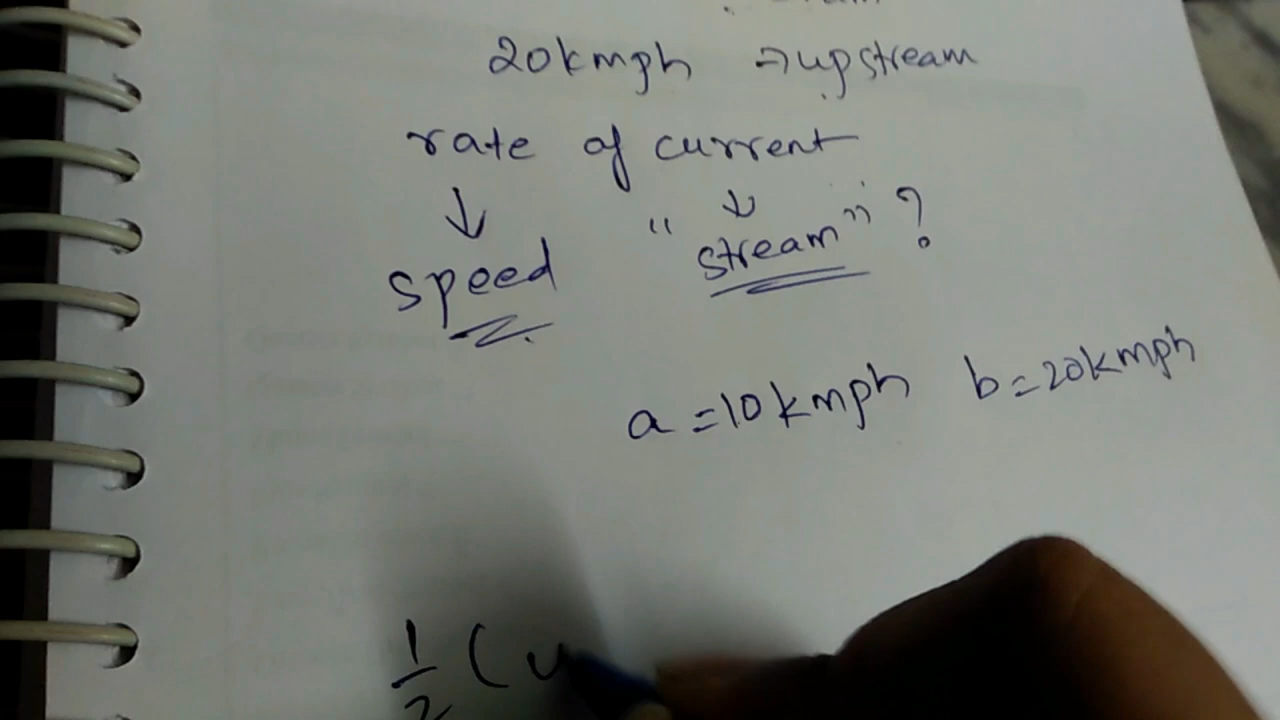 20kmph ⇒upstream
rate of current
↓ ↓
speed "stream" ?
a =10kmph b=20kmph
1/2 (